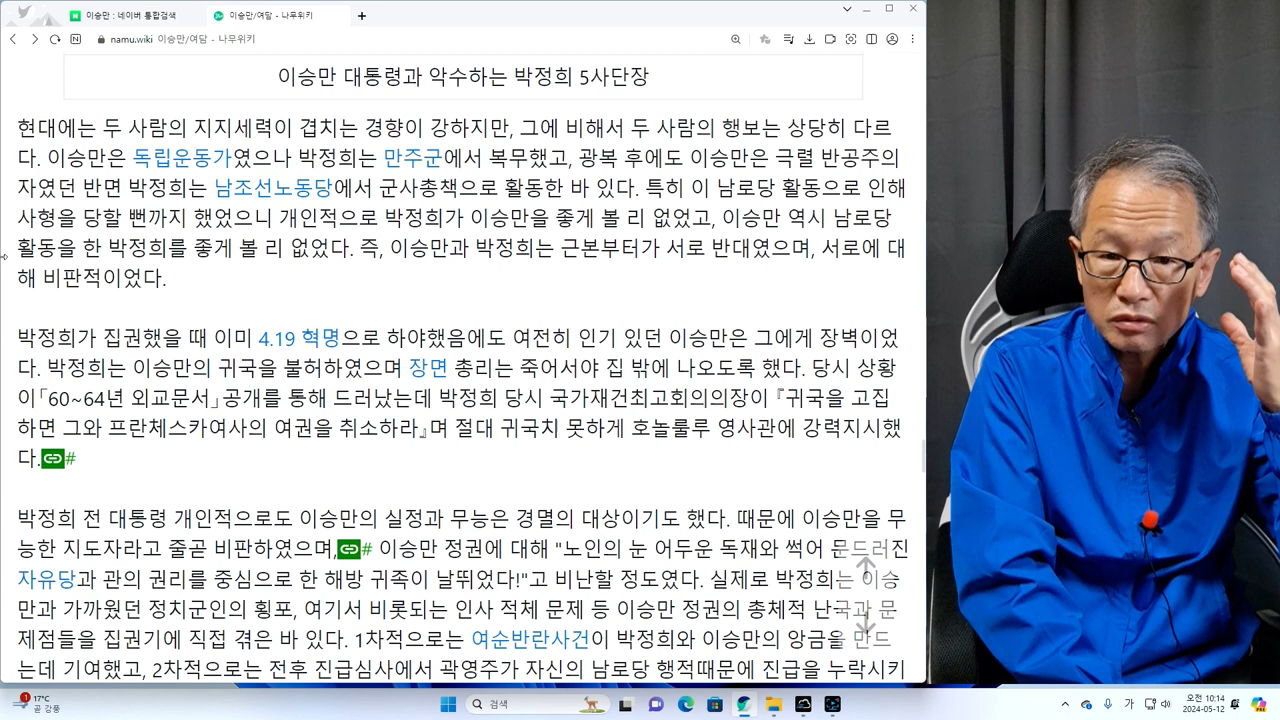 이승만 : 네이버 통합검색
이승만/여담 - 나무위키
namu.wiki 이승만/여담 - 나무위키
이승만 대통령과 악수하는 박정희 5사단장
현대에는 두 사람의 지지세력이 겹치는 경향이 강하지만, 그에 비해서 두 사람의 행보는 상당히 다르
다. 이승만은 독립운동가였으나 박정희는 만주군에서 복무했고, 광복 후에도 이승만은 극렬 반공주의
자였던 반면 박정희는 남조선노동당에서 군사총책으로 활동한 바 있다. 특히 이 남로당 활동으로 인해
사형을 당할 뻔까지 했었으니 개인적으로 박정희가 이승만을 좋게 볼 리 없었고, 이승만 역시 남로당
활동을 한 박정희를 좋게 볼 리 없었다. 즉, 이승만과 박정희는 근본부터가 서로 반대였으며, 서로에 대
해 비판적이었다.
박정희가 집권했을 때 이미 4.19 혁명으로 하야했음에도 여전히 인기 있던 이승만은 그에게 장벽이었
다. 박정희는 이승만의 귀국을 불허하였으며 장면 총리는 죽어서야 집 밖에 나오도록 했다. 당시 상황
이「60~64년 외교문서」공개를 통해 드러났는데 박정희 당시 국가재건최고회의의장이 『귀국을 고집
하면 그와 프란체스카여사의 여권을 취소하라』며 절대 귀국치 못하게 호놀룰루 영사관에 강력지시했
다.#
박정희 전 대통령 개인적으로도 이승만의 실정과 무능은 경멸의 대상이기도 했다. 때문에 이승만을 무
능한 지도자라고 줄곧 비판하였으며,# 이승만 정권에 대해 "노인의 눈 어두운 독재와 썩어 문드러진
자유당과 관의 권리를 중심으로 한 해방 귀족이 날뛰었다!"고 비난할 정도였다. 실제로 박정희는 이승
만과 가까웠던 정치군인의 횡포, 여기서 비롯되는 인사 적체 문제 등 이승만 정권의 총체적 난국과 문
제점들을 집권기에 직접 겪은 바 있다. 1차적으로는 여순반란사건이 박정희와 이승만의 앙금을 만드
는데 기여했고, 2차적으로는 전후 진급심사에서 곽영주가 자신의 남로당 행적때문에 진급을 누락시키
1
17°C
곧 강풍
검색
가
오전 10:14
2024-05-12